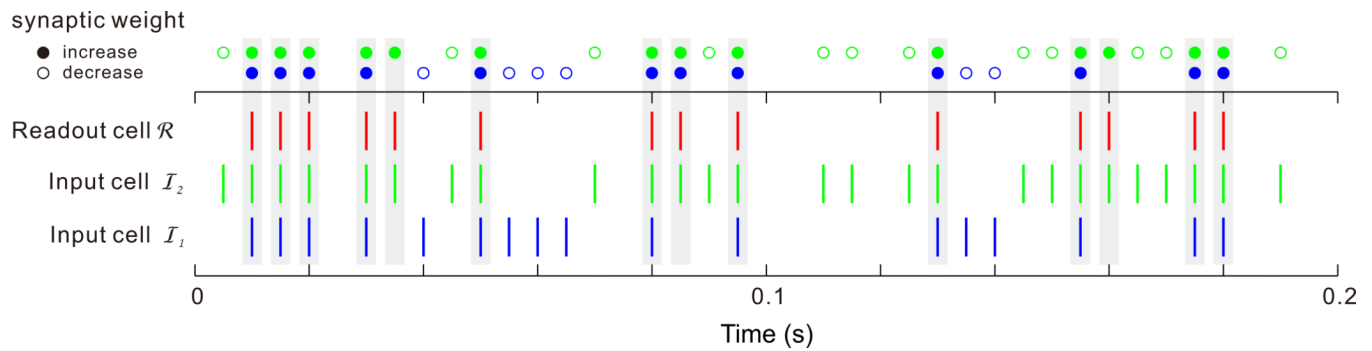 synaptic weight
increase
decrease
Readout cell R
Input cell I₂
Input cell I₁
0 0.1 0.2
Time (s)